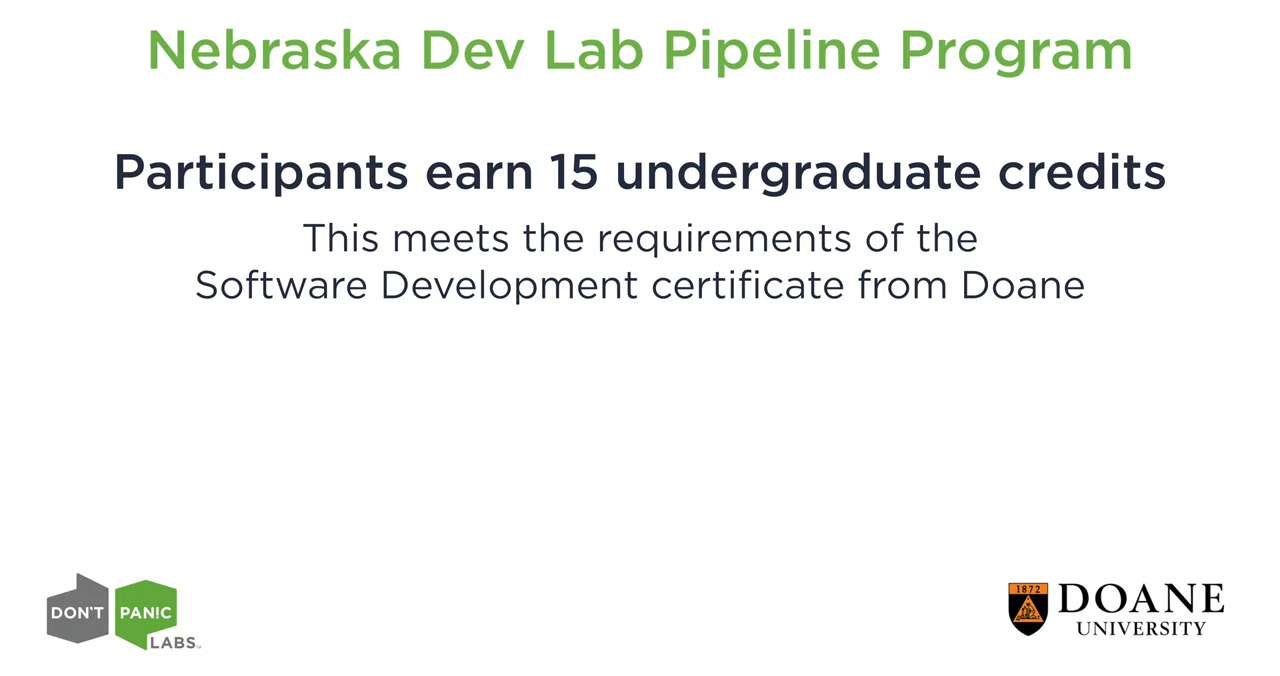 Nebraska Dev Lab Pipeline Program
Participants earn 15 undergraduate credits
This meets the requirements of the
Software Development certificate from Doane
DON'T PAN!C
LABS
1872
DOANE
UNIVERSITY